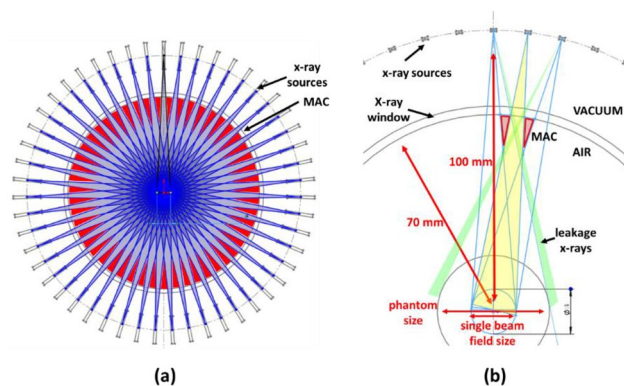 x-ray sources
MAC
(a)
x-ray sources
X-ray
window
VACUUM
MAC
AIR
100 mm
70 mm
leakage
x-rays
phantom
size
single beam
field size
(b)